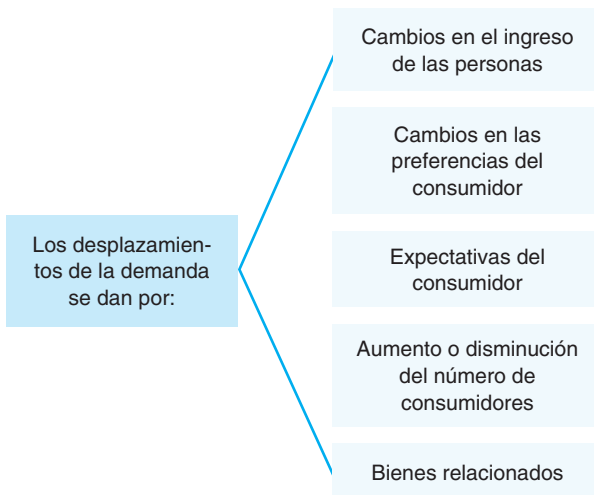 Cambios en el ingreso
de las personas
Cambios en las
preferencias del
consumidor
Los desplazamien-
tos de la demanda
se dan por:
Expectativas del
consumidor
Aumento o disminución
del número de
consumidores
Bienes relacionados